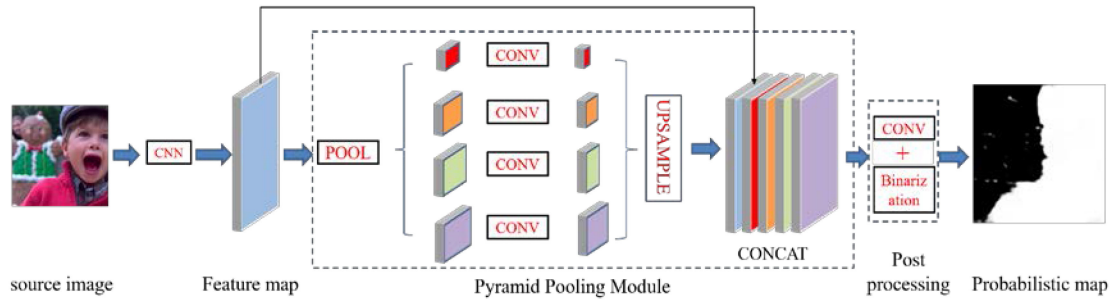 CNN
POOL
CONV
CONV
CONV
CONV
UPSAMPLE
CONCAT
CONV
+
Binariz
ation
source image
Feature map
Pyramid Pooling Module
Post
processing
Probabilistic map